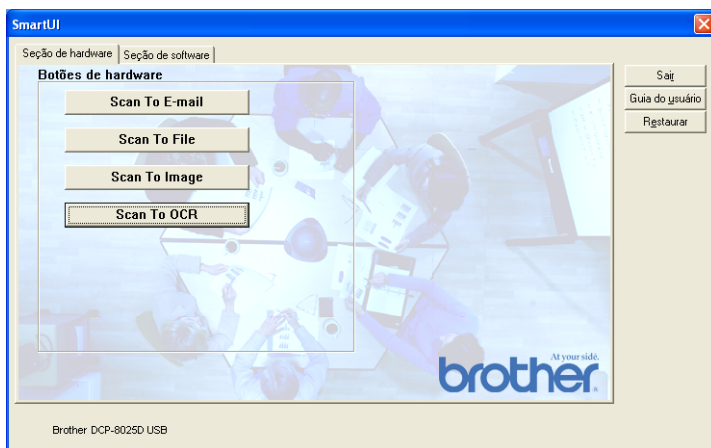 SmartUI
Seção de hardware
Seção de software
Botões de hardware
Scan To E-mail
Scan To File
Scan To Image
Scan To OCR
Sair
Guia do usuário
Restaurar
At your side.
brother
Brother DCP-8025D USB